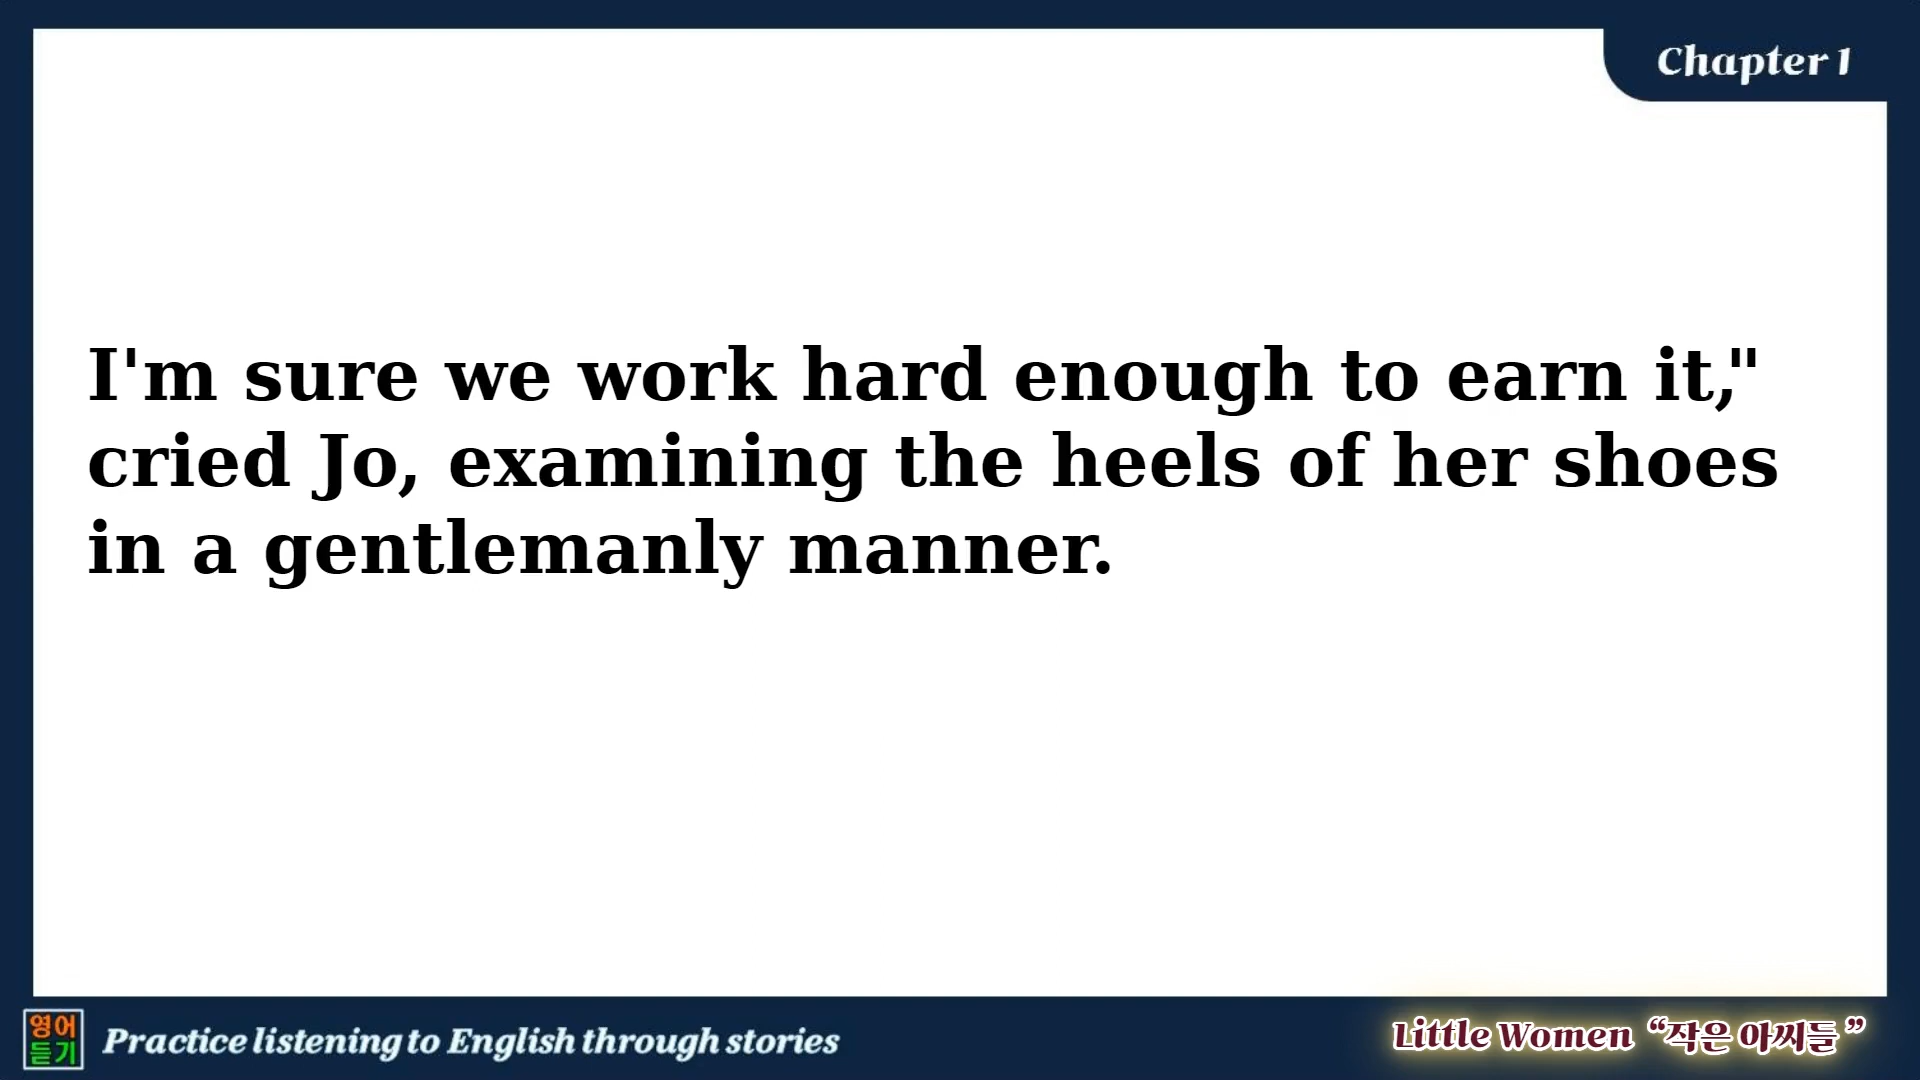 Chapter 1
I'm sure we work hard enough to earn it,"
cried Jo, examining the heels of her shoes
in a gentlemanly manner.
영어
듣기
Practice listening to English through stories
Little Women “작은 아씨들”